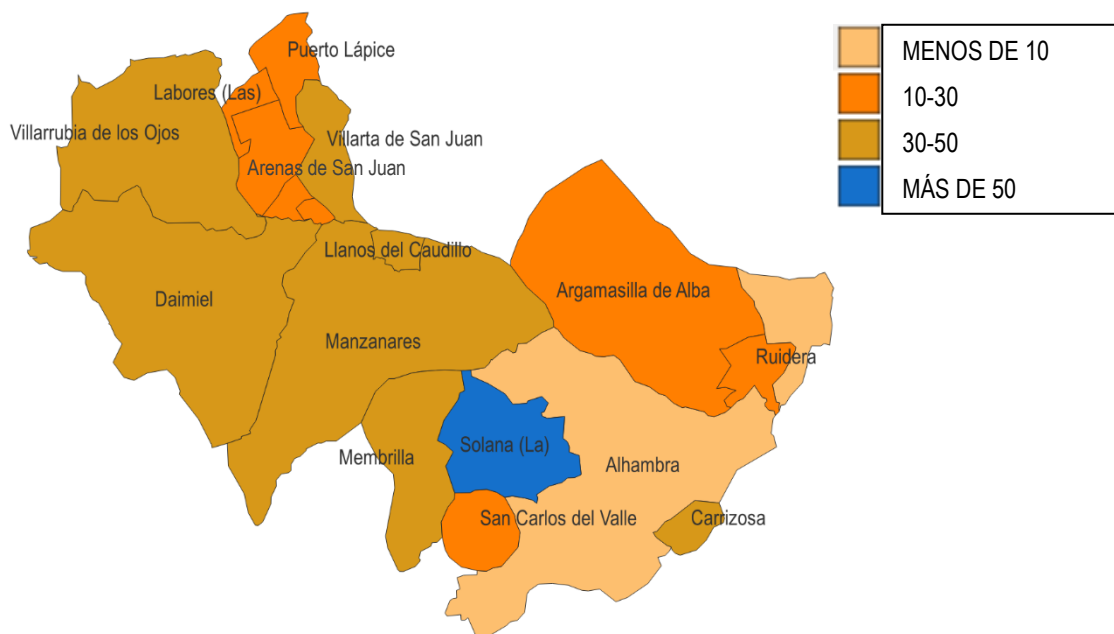 Puerto Lápice
Labores (Las)
Villarrubia de los Ojos
Villarta de San Juan
Arenas de San Juan
Llanos del Caudillo
Daimiel
Argamasilla de Alba
Manzanares
Ruidera
Membrilla
Solana (La)
Alhambra
San Carlos del Valle
Carrizosa
MENOS DE 10
10-30
30-50
MÁS DE 50